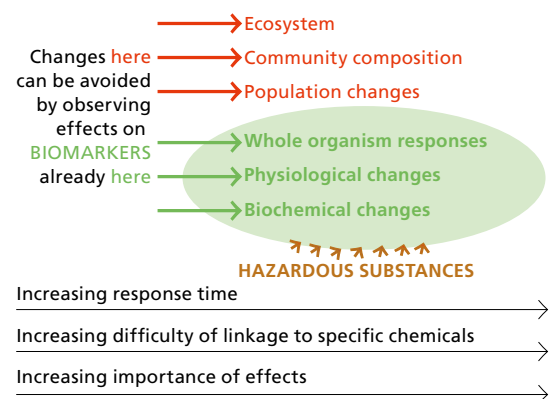 Ecosystem
Changes here
Community composition
can be avoided
Population changes
by observing
effects on
BIOMARKERS
already here
Whole organism responses
Physiological changes
Biochemical changes
HAZARDOUS SUBSTANCES
Increasing response time
Increasing difficulty of linkage to specific chemicals
Increasing importance of effects